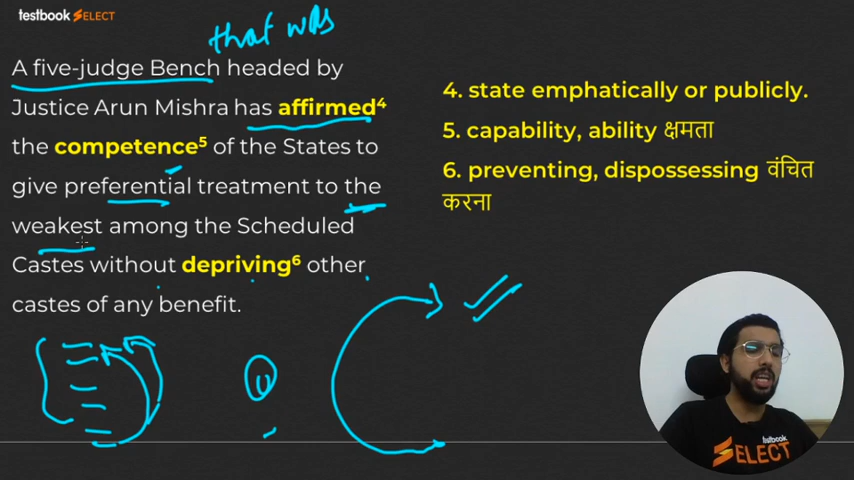 testbook SELECT
that was
A five-judge Bench headed by
Justice Arun Mishra has affirmed⁴
the competence⁵ of the States to
give preferential treatment to the
weakest among the Scheduled
Castes without depriving⁶ other
castes of any benefit.
4. state emphatically or publicly.
5. capability, ability क्षमता
6. preventing, dispossessing वंचित
करना
testbook
SELECT